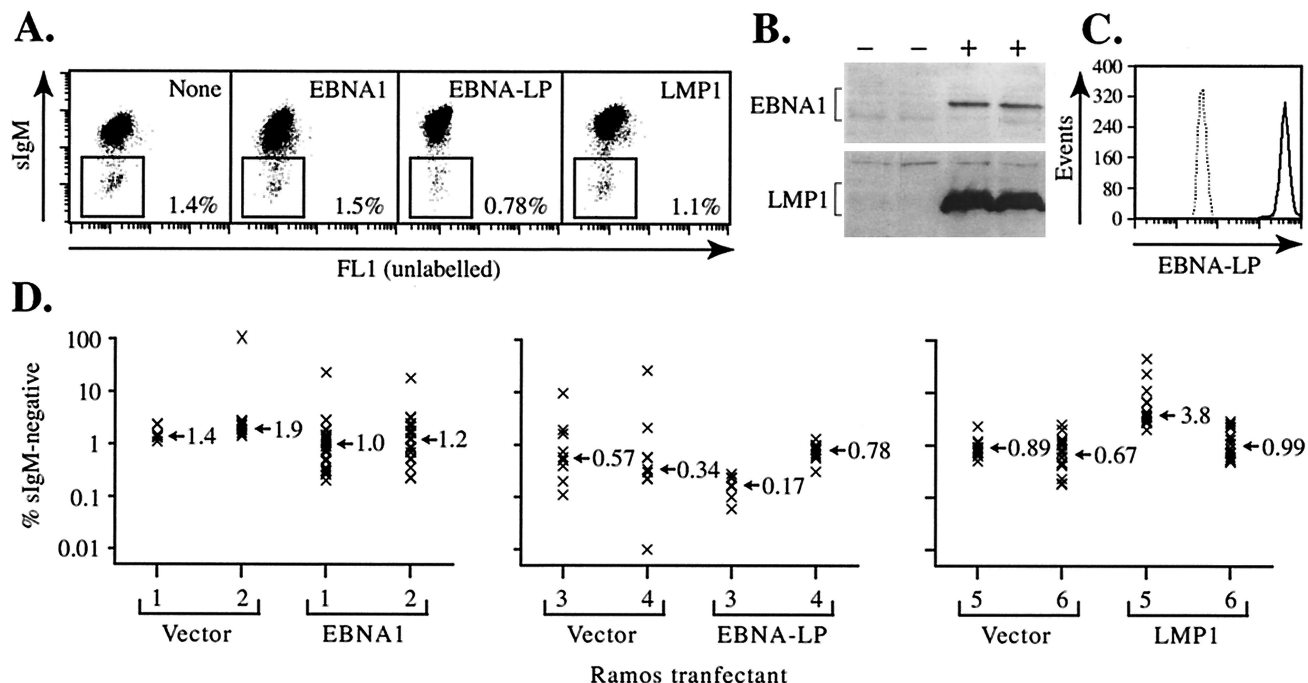 A.
sIgM
None
EBNA1
EBNA-LP
LMP1
1.4%
1.5%
0.78%
1.1%
FL1 (unlabelled)
B.
− − + +
EBNA1
LMP1
C.
Events
400
320
240
160
80
0
EBNA-LP
D.
% sIgM-negative
100
10
1
0.1
0.01
1.4
1.9
1.0
1.2
0.57
0.34
0.17
0.78
0.89
0.67
3.8
0.99
1 2 1 2
Vector EBNA1
3 4 3 4
Vector EBNA-LP
5 6 5 6
Vector LMP1
Ramos tranfectant